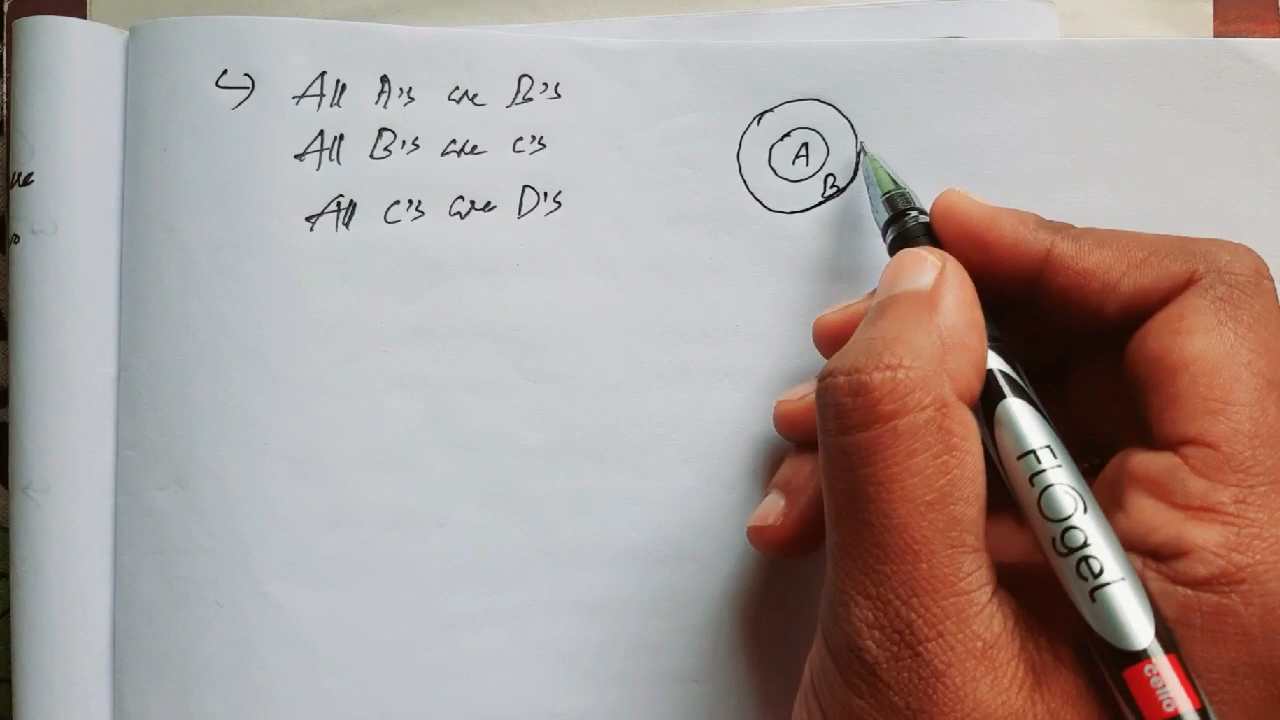 All A's are B's
All B's are C's
All C's are D's
A
B
FLOgel
cello